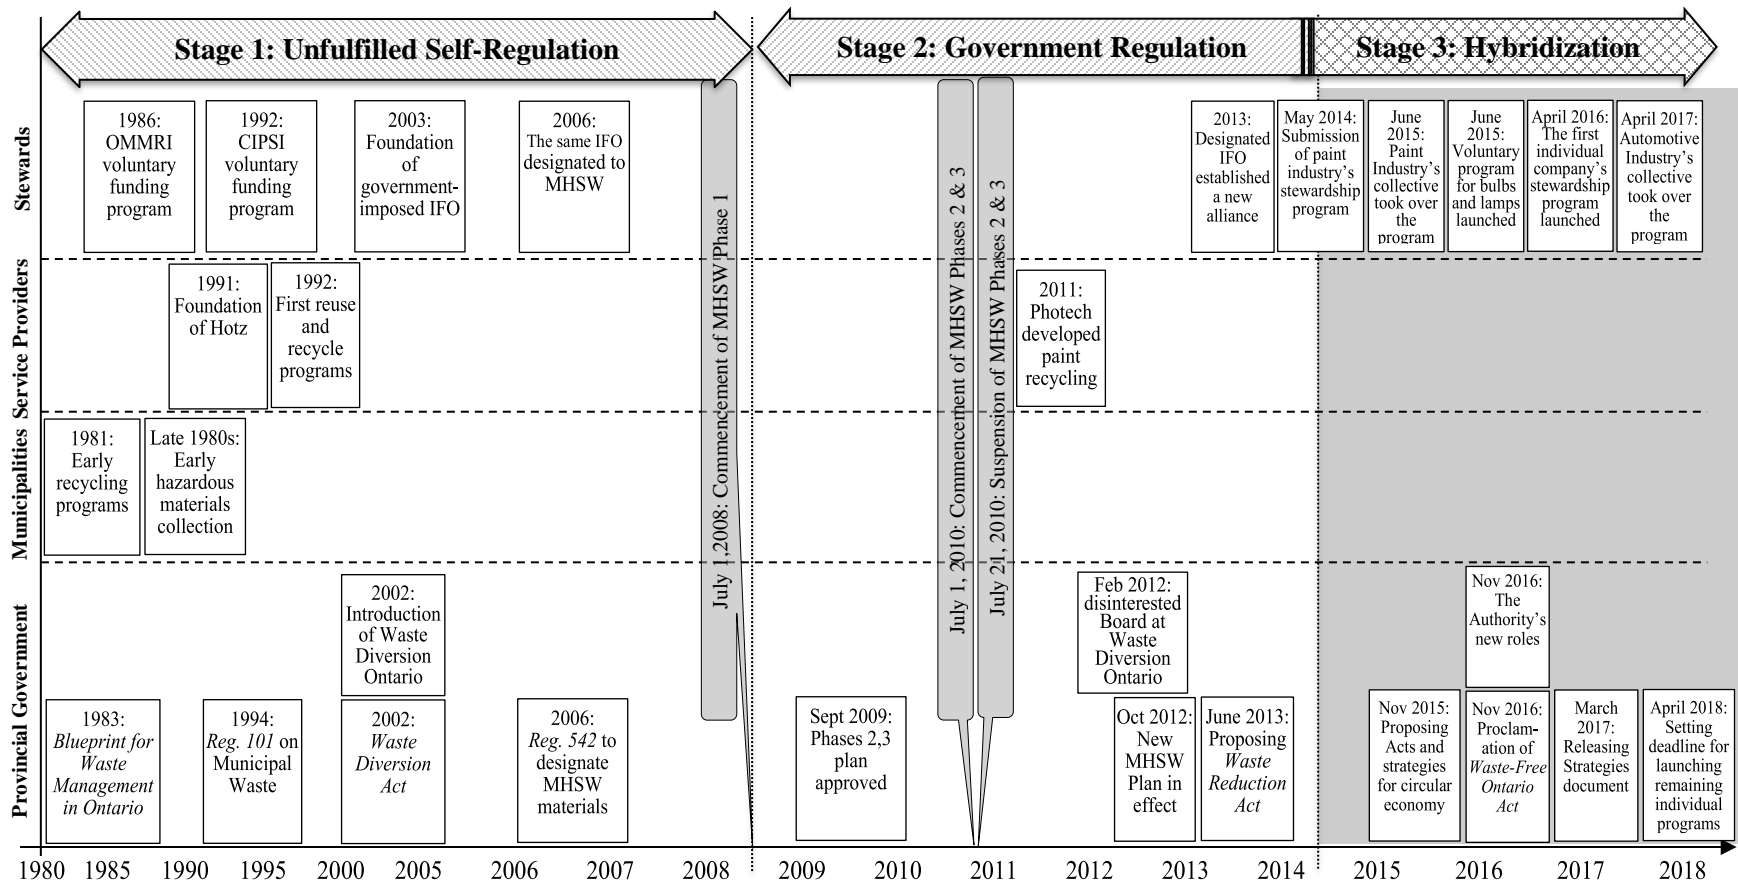 Stage 1: Unfulfilled Self-Regulation
Stage 2: Government Regulation
Stage 3: Hybridization
Stewards
1986:
OMMRI
voluntary
funding
program
1992:
CIPSI
voluntary
funding
program
2003:
Foundation
of
government-
imposed IFO
2006:
The same IFO
designated to
MHSW
2013:
Designated
IFO
established
a new
alliance
May 2014:
Submission
of paint
industry's
stewardship
program
June
2015:
Paint
Industry's
collective
took over
the
program
June
2015:
Voluntary
program
for bulbs
and lamps
launched
April 2016:
The first
individual
company's
stewardship
program
launched
April 2017:
Automotive
Industry's
collective
took over
the
program
Service Providers
1991:
Foundation
of Hotz
1992:
First reuse
and
recycle
programs
2011:
Photech
developed
paint
recycling
Municipalities
1981:
Early
recycling
programs
Late 1980s:
Early
hazardous
materials
collection
July 1,2008: Commencement of MHSW Phase 1
July 1, 2010: Commencement of MHSW Phases 2 & 3
July 21, 2010: Suspension of MHSW Phases 2 & 3
Provincial Government
2002:
Introduction
of Waste
Diversion
Ontario
Feb 2012:
disinterested
Board at
Waste
Diversion
Ontario
Nov 2016:
The
Authority's
new roles
1983:
Blueprint for
Waste
Management
in Ontario
1994:
Reg. 101 on
Municipal
Waste
2002:
Waste
Diversion
Act
2006:
Reg. 542 to
designate
MHSW
materials
Sept 2009:
Phases 2,3
plan
approved
Oct 2012:
New
MHSW
Plan in
effect
June 2013:
Proposing
Waste
Reduction
Act
Nov 2015:
Proposing
Acts and
strategies
for circular
economy
Nov 2016:
Proclam-
ation of
Waste-Free
Ontario
Act
March
2017:
Releasing
Strategies
document
April 2018:
Setting
deadline for
launching
remaining
individual
programs
1980 1985 1990 1995 2000 2005 2006 2007 2008 2009 2010 2011 2012 2013 2014 2015 2016 2017 2018